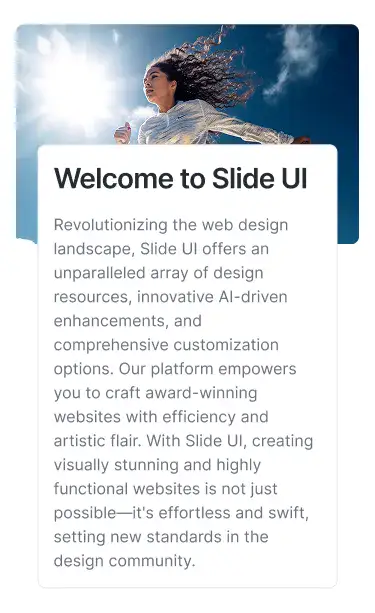 Welcome to Slide UI
Revolutionizing the web design
landscape, Slide UI offers an
unparalleled array of design
resources, innovative AI-driven
enhancements, and
comprehensive customization
options. Our platform empowers
you to craft award-winning
websites with efficiency and
artistic flair. With Slide UI, creating
visually stunning and highly
functional websites is not just
possible—it's effortless and swift,
setting new standards in the
design community.